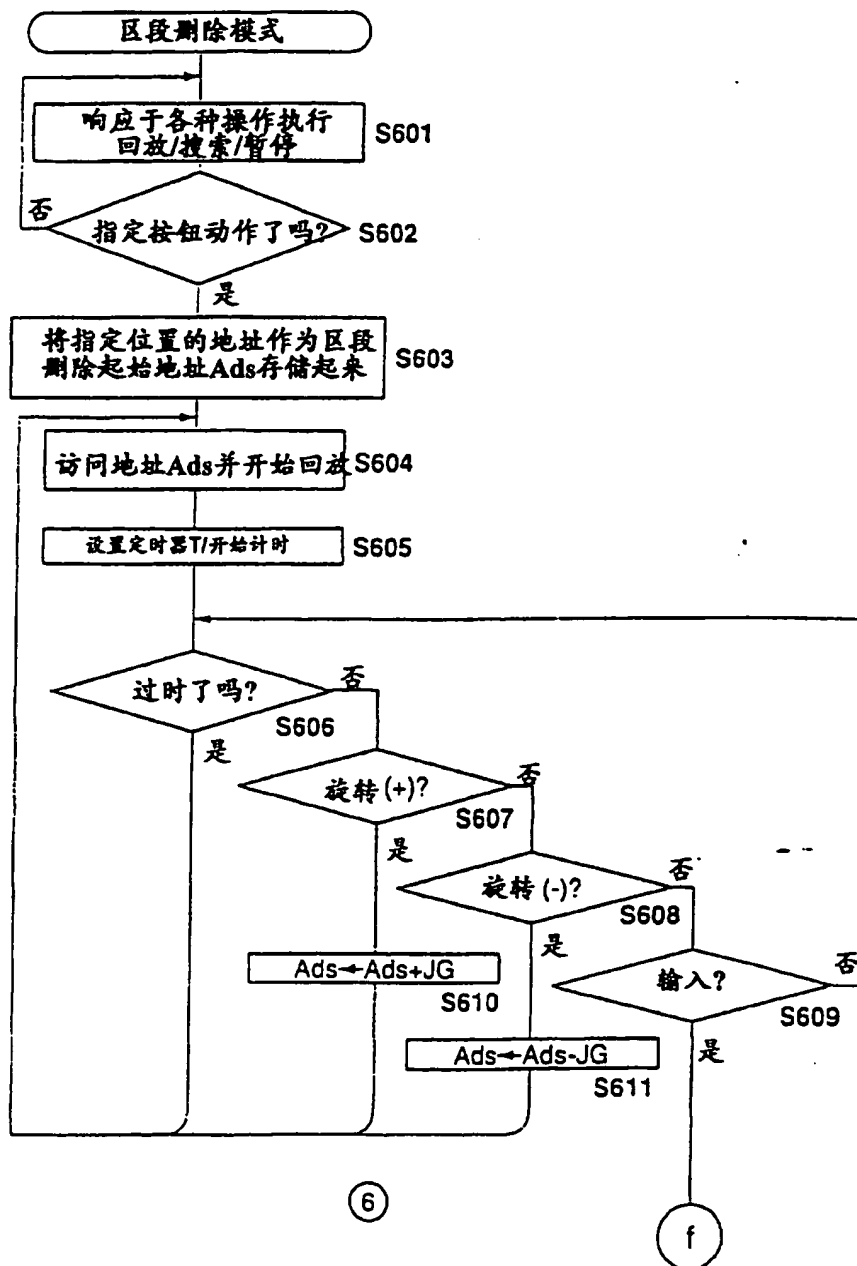 区段删除模式
响应于各种操作执行
回放/搜索/暂停
S601
否
指定按钮动作了吗?
S602
是
将指定位置的地址作为区段
删除起始地址Ads存储起来
S603
访问地址Ads并开始回放
S604
设置定时器T/开始计时
S605
过时了吗?
否
S606
是
旋转(+)?
否
S607
是
旋转(-)?
否
S608
是
Ads←Ads+JG
S610
输入?
否
S609
Ads←Ads-JG
S611
是
6
f